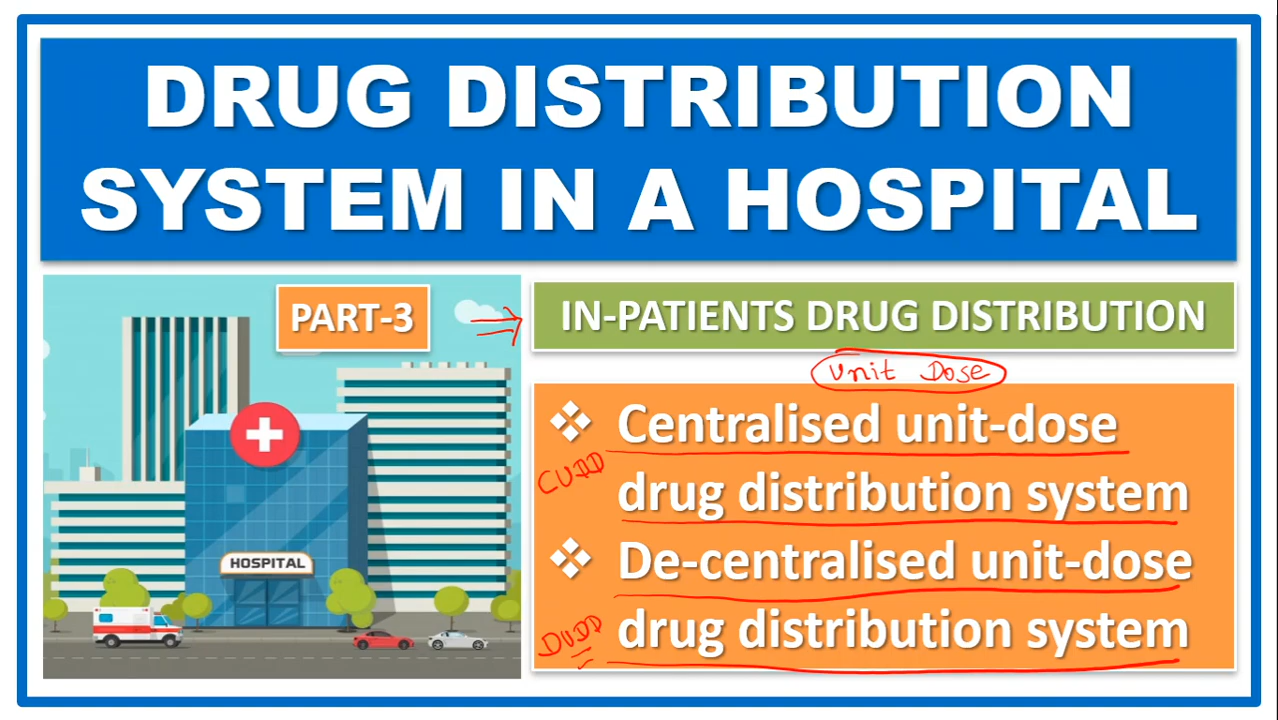 DRUG DISTRIBUTION
SYSTEM IN A HOSPITAL
PART-3
IN-PATIENTS DRUG DISTRIBUTION
Unit Dose
❖ Centralised unit-dose
CUDD
drug distribution system
❖ De-centralised unit-dose
DUDD
drug distribution system
HOSPITAL